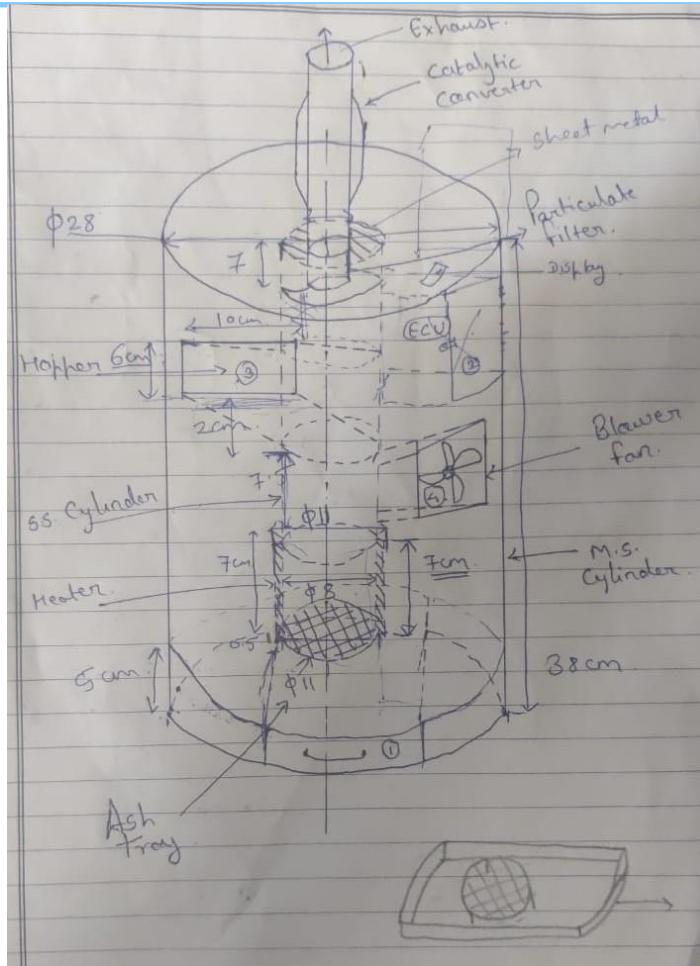 Exhaust.
Catalytic
converter
Sheet metal
Φ28
Particulate
filter.
7
Display
10cm
ECU
Hopper 6cm
③
②
2cm
Blower
fan.
7.5
④
SS Cylinder
Φ11
7cm
7cm
M.S.
Cylinder.
Heater
Φ8
0.5
Φ11
5cm
38cm
①
Ash
Tray